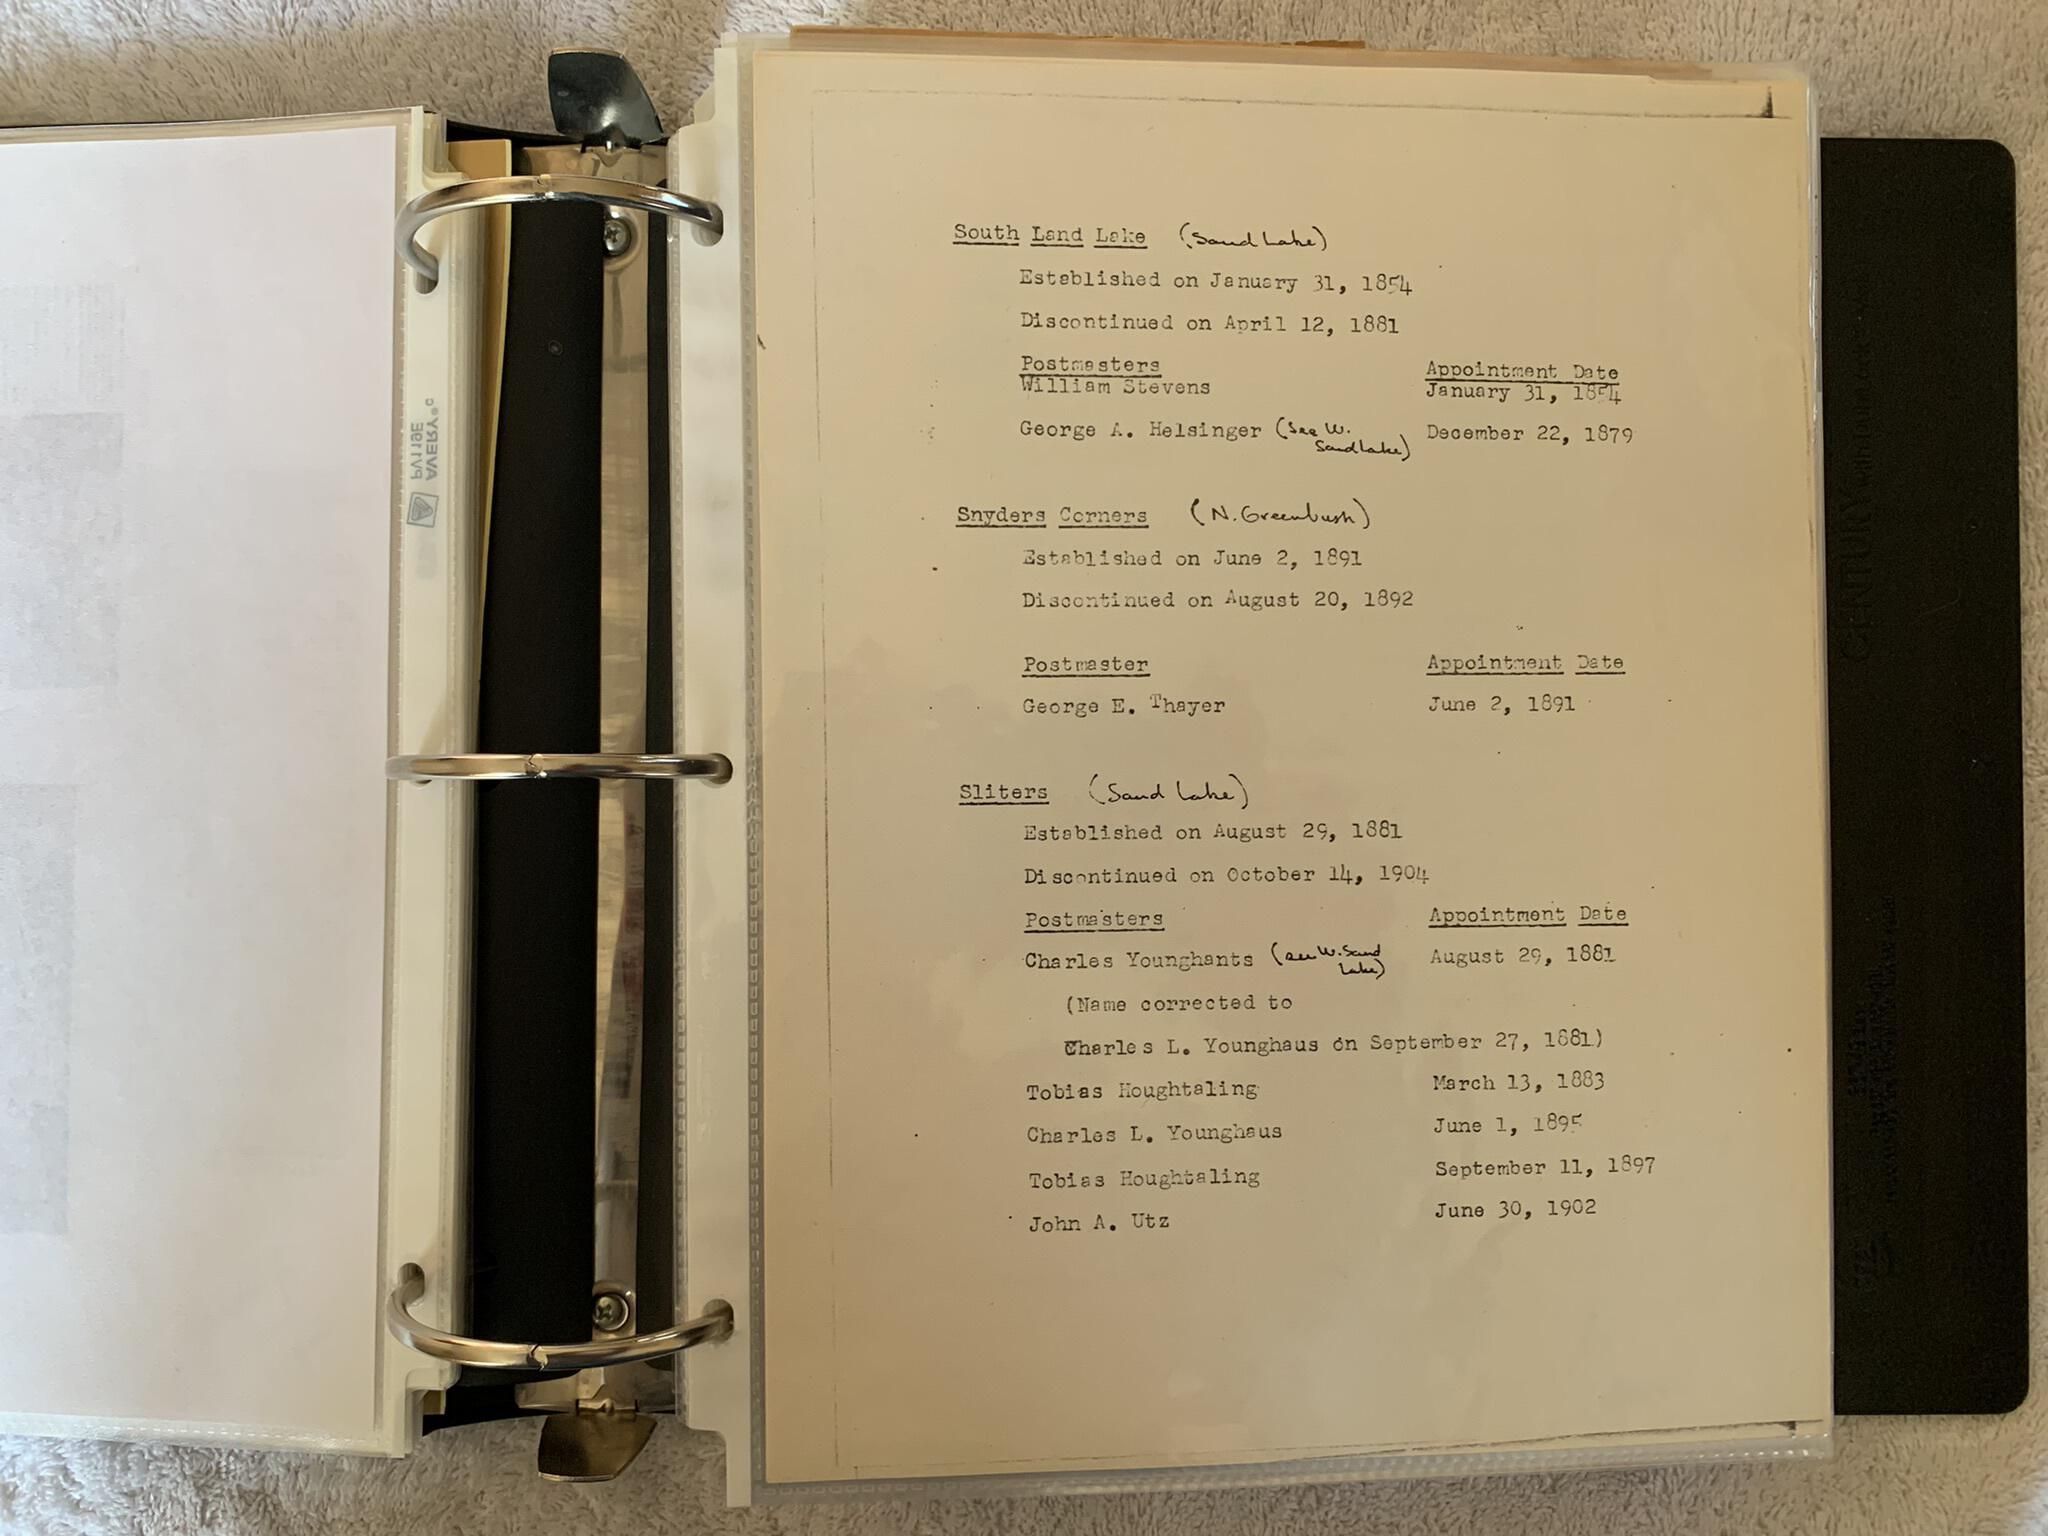 South Land Lake (Sand Lake)
Established on January 31, 1854
Discontinued on April 12, 1881
Postmasters Appointment Date
William Stevens January 31, 1854
George A. Helsinger (See W. Sand Lake) December 22, 1879
Snyders Corners (N. Greenbush)
Established on June 2, 1891
Discontinued on August 20, 1892
Postmaster Appointment Date
George E. Thayer June 2, 1891
Sliters (Sand Lake)
Established on August 29, 1881
Discontinued on October 14, 1904
Postmasters Appointment Date
Charles Younghants (see W. Sand Lake) August 29, 1881
(Name corrected to
Charles L. Younghaus on September 27, 1881)
Tobias Houghtaling March 13, 1883
Charles L. Younghaus June 1, 1895
Tobias Houghtaling September 11, 1897
John A. Utz June 30, 1902
AVERY®c
PV119E
CENTURY